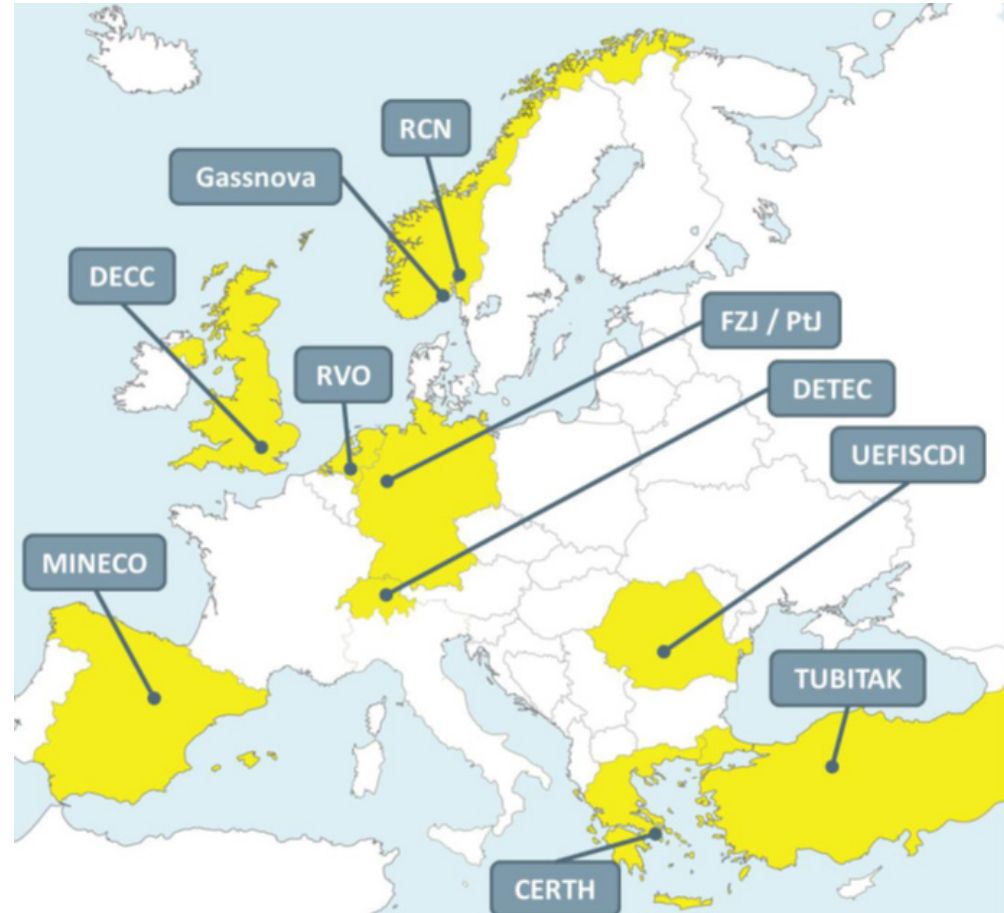 RCN
Gassnova
DECC
FZJ / PtJ
RVO
DETEC
UEFISCDI
MINECO
TUBITAK
CERTH